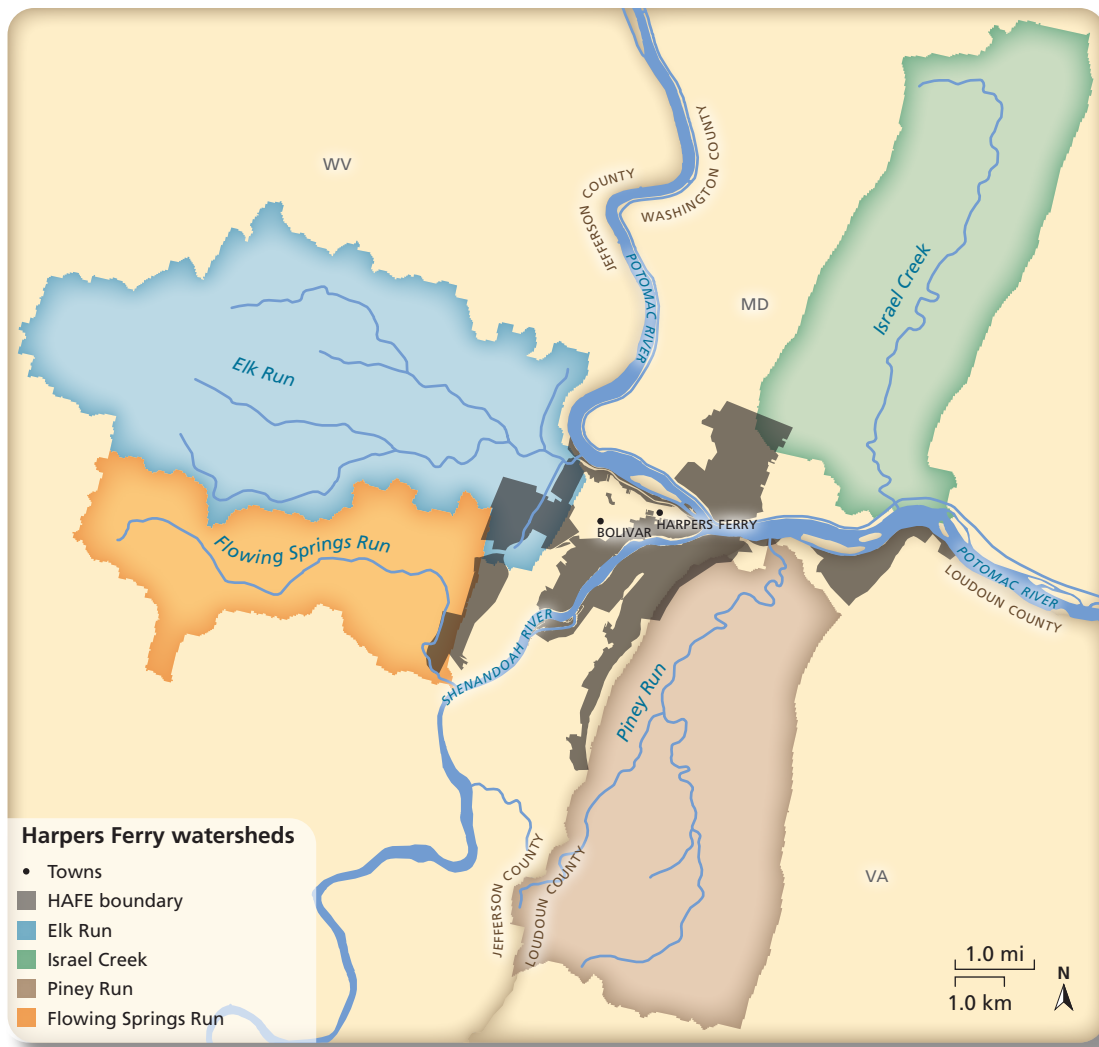 WV
JEFFERSON COUNTY
WASHINGTON COUNTY
POTOMAC RIVER
MD
Israel Creek
Elk Run
Flowing Springs Run
HARPERS FERRY
BOLIVAR
POTOMAC RIVER
LOUDOUN COUNTY
SHENANDOAH RIVER
Piney Run
VA
JEFFERSON COUNTY
LOUDOUN COUNTY
Harpers Ferry watersheds
Towns
HAFE boundary
Elk Run
Israel Creek
Piney Run
Flowing Springs Run
1.0 mi
1.0 km
N